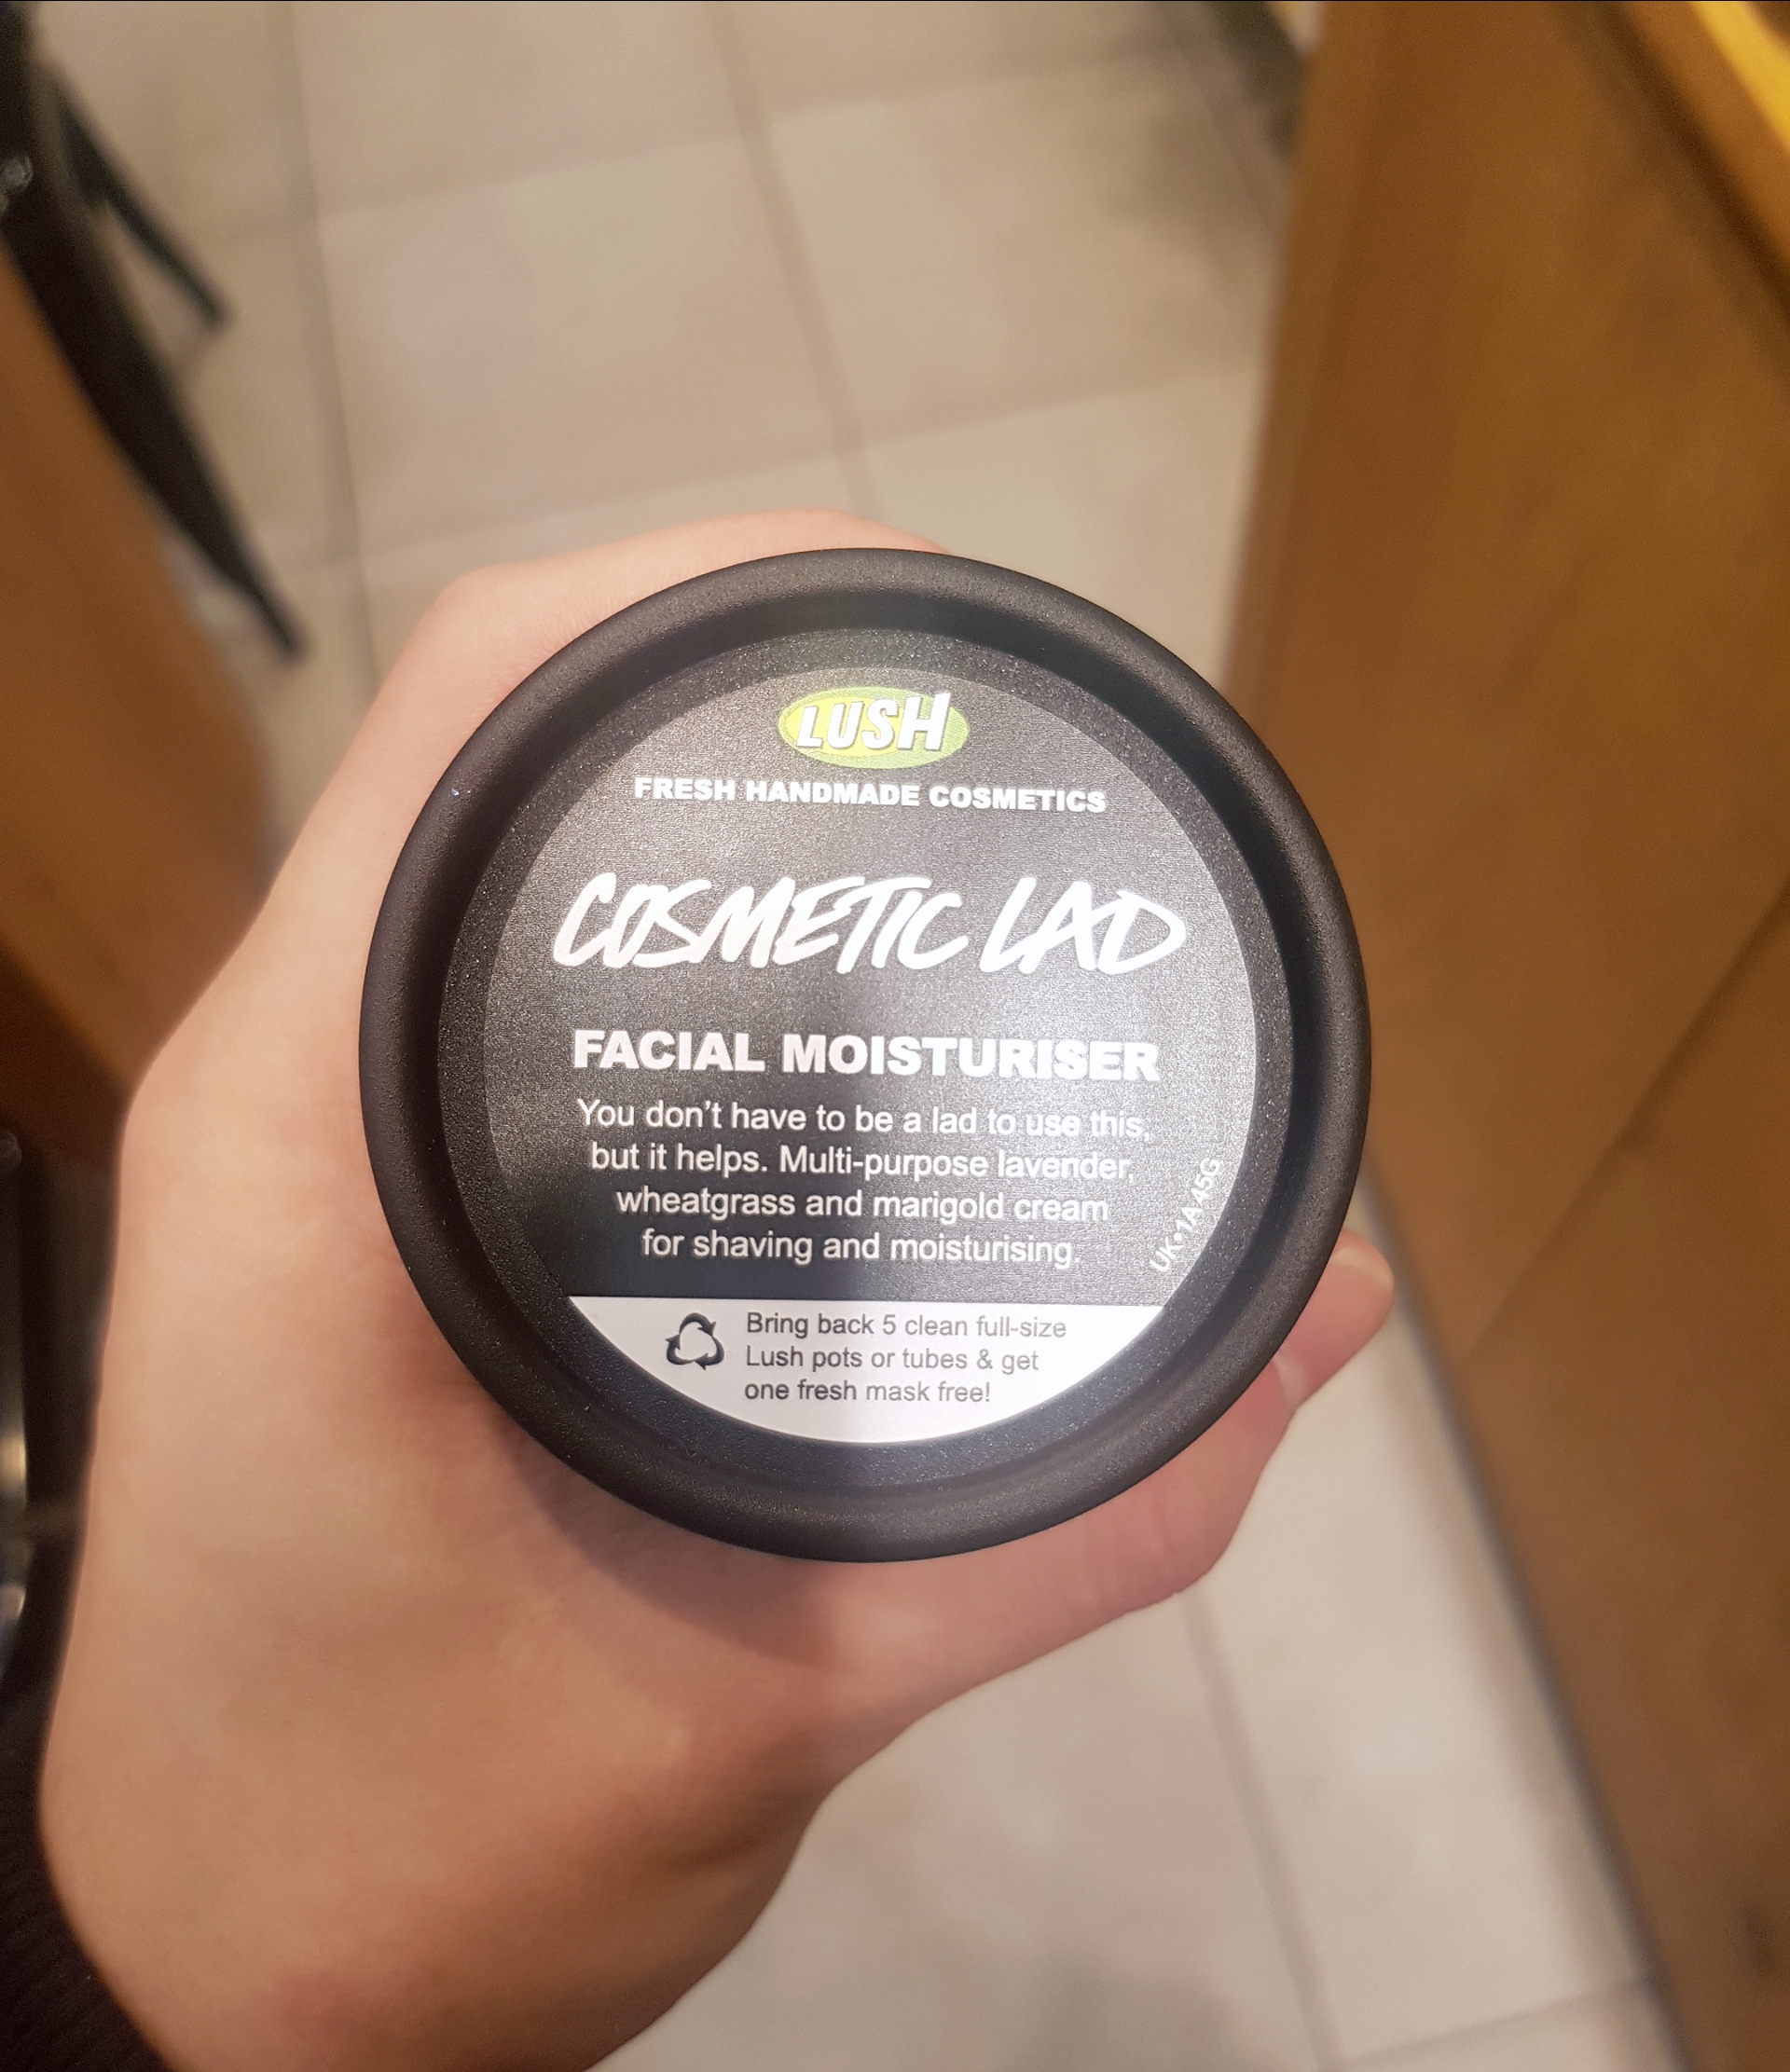 LUSH
FRESH HANDMADE COSMETICS
COSMETIC LAD
FACIAL MOISTURISER
You don't have to be a lad to use this,
but it helps. Multi-purpose lavender,
wheatgrass and marigold cream
for shaving and moisturising.
UK•1A 45G
Bring back 5 clean full-size
Lush pots or tubes & get
one fresh mask free!